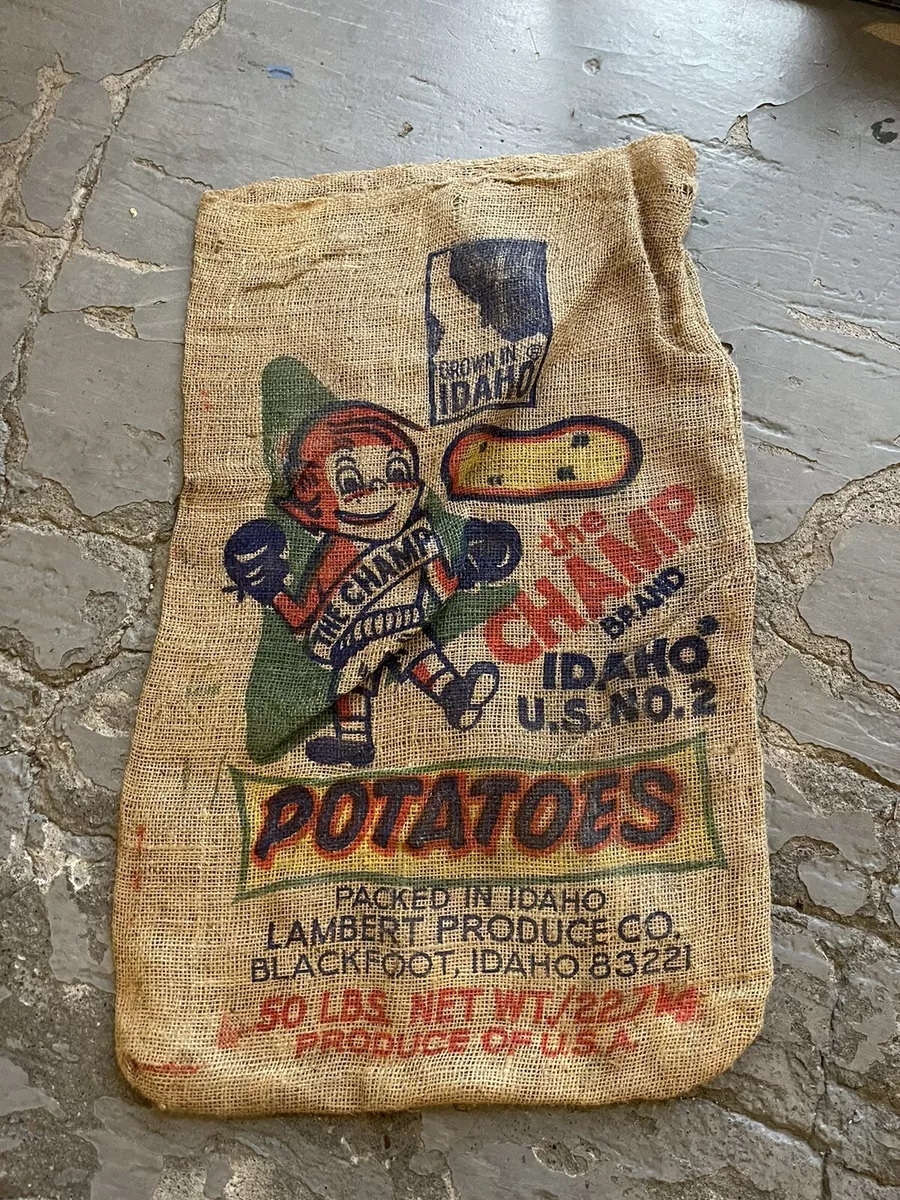 GROWN IN ®
IDAHO
THE CHAMP
the
CHAMP
BRAND
IDAHO®
U.S. NO. 2
POTATOES
PACKED IN IDAHO
LAMBERT PRODUCE CO.
BLACKFOOT, IDAHO 83221
50 LBS. NET WT./22.7 kg
PRODUCE OF U.S.A.